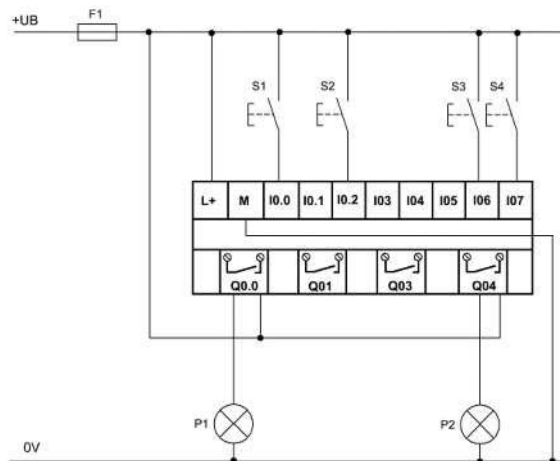 +UB F1
S1 S2 S3 S4
L+ M I0.0 I0.1 I0.2 I03 I04 I05 I06 I07
Q0.0 Q01 Q03 Q04
P1 P2
0V